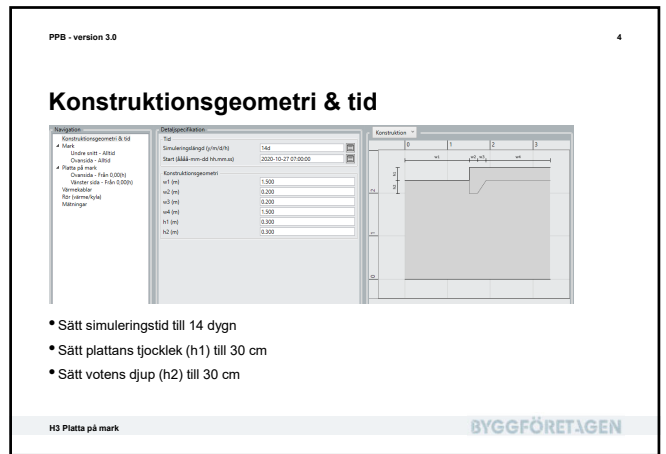 PPB - version 3.0
4
Konstruktionsgeometri & tid
Navigation
Konstruktionsgeometri & tid
Mark
Undre snitt - Alltid
Ovansida - Alltid
Platta på mark
Ovansida - Från 0,00(h)
Vänster sida - Från 0,00(h)
Värmekablar
Rör (värme/kyla)
Mätningar
Detaljspecifikation
Tid
Simuleringslängd (y/m/d/h) 14d
Start (åååå-mm-dd hh.mm.ss) 2020-10-27 07:00:00
Konstruktionsgeometri
w1 (m) 1.500
w2 (m) 0.200
w3 (m) 0.200
w4 (m) 1.500
h1 (m) 0.300
h2 (m) 0.300
Konstruktion
0 1 2 3
w1 w2 w3 w4
h1
h2
2
1
0
• Sätt simuleringstid till 14 dygn
• Sätt plattans tjocklek (h1) till 30 cm
• Sätt votens djup (h2) till 30 cm
H3 Platta på mark
BYGGFÖRETAGEN